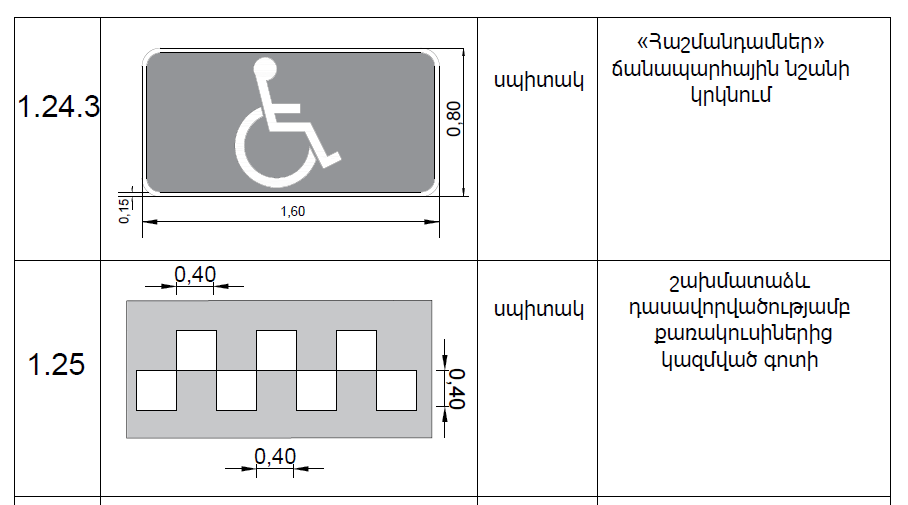 1.24.3
0,80
0,15
1,60
սպիտակ
«Հաշմանդամներ»
ճանապարհային նշանի
կրկնում
1.25
0,40
0,40
0,40
սպիտակ
շախմատաձև
դասավորվածությամբ
քառակուսիներից
կազմված գոտի